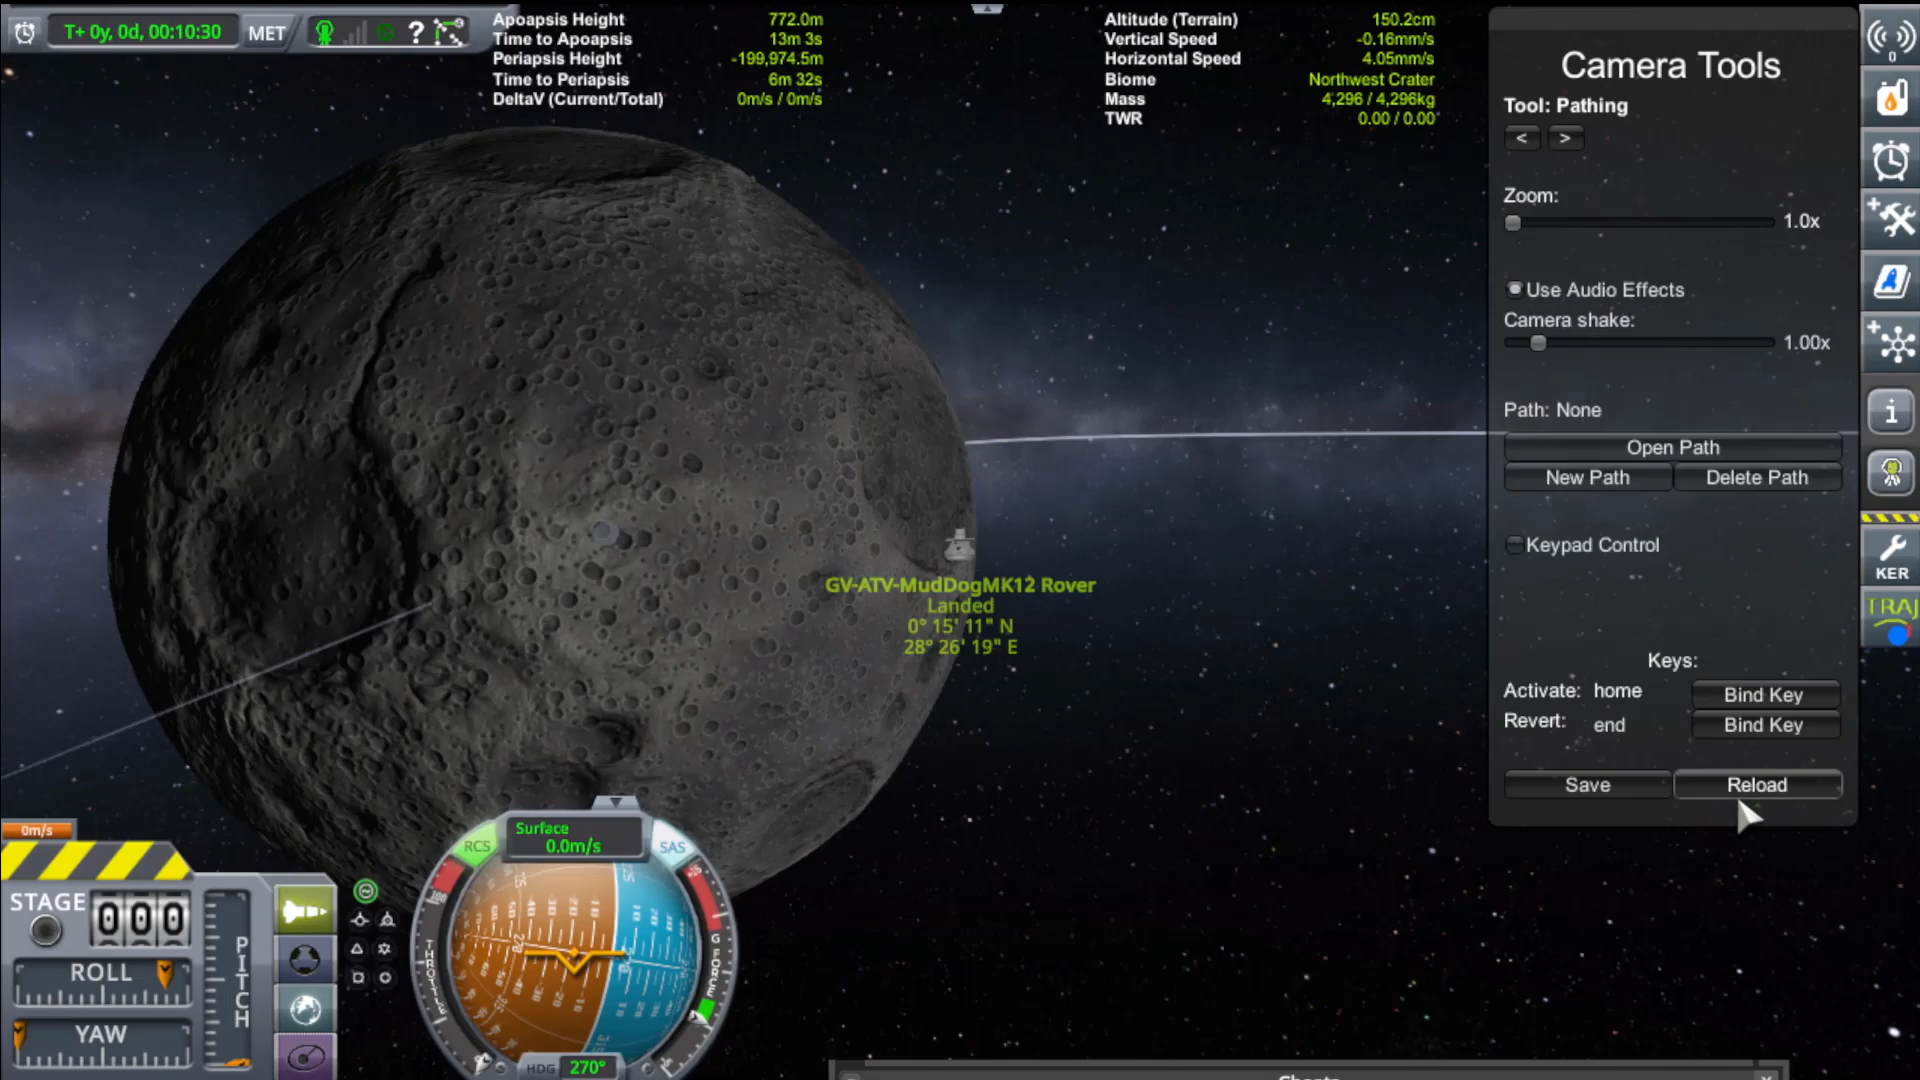 T+ 0y, 0d, 00:10:30 MET ?
Apoapsis Height 772.0m
Time to Apoapsis 13m 3s
Periapsis Height -199,974.5m
Time to Periapsis 6m 32s
DeltaV (Current/Total) 0m/s / 0m/s
Altitude (Terrain) 150.2cm
Vertical Speed -0.16mm/s
Horizontal Speed 4.05mm/s
Biome Northwest Crater
Mass 4,296 / 4,296kg
TWR 0.00 / 0.00
Camera Tools
Tool: Pathing
< >
Zoom:
1.0x
Use Audio Effects
Camera shake:
1.00x
Path: None
Open Path
New Path Delete Path
Keypad Control
Keys:
Activate: home Bind Key
Revert: end Bind Key
Save Reload
0
KER
TRAJ
GV-ATV-MudDogMK12 Rover
Landed
0° 15' 11" N
28° 26' 19" E
0m/s
STAGE 000
ROLL
YAW
PITCH
RCS
Surface
0.0m/s
SAS
THROTTLE
G FORCE
HDG 270°